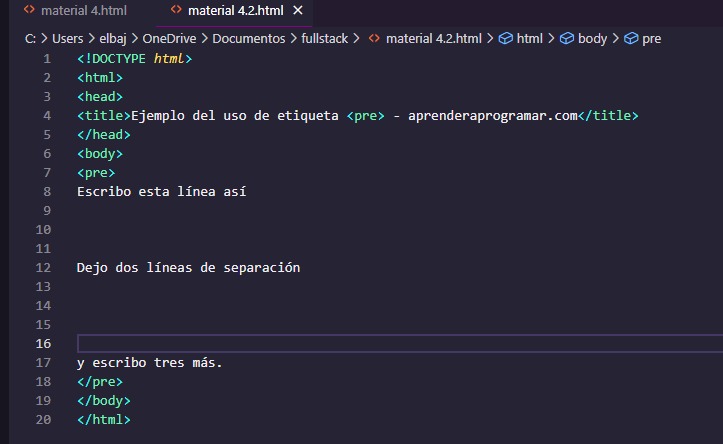 material 4.html material 4.2.html ×
C: > Users > elbaj > OneDrive > Documentos > fullstack > <> material 4.2.html > html > body > pre
1 <!DOCTYPE html>
2 <html>
3 <head>
4 <title>Ejemplo del uso de etiqueta <pre> - aprenderaprogramar.com</title>
5 </head>
6 <body>
7 <pre>
8 Escribo esta línea así
9
10
11
12 Dejo dos líneas de separación
13
14
15
16
17 y escribo tres más.
18 </pre>
19 </body>
20 </html>